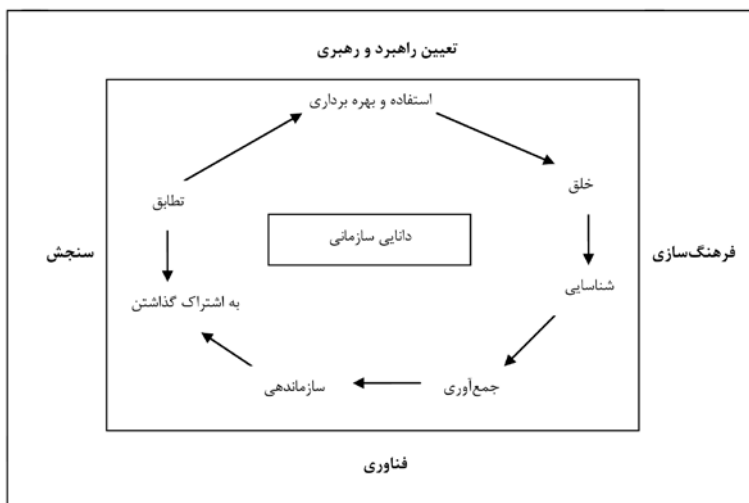 تعیین راهبرد و رهبری
استفاده و بهره برداری
خلق
تطابق
دانایی سازمانی
فرهنگ‌سازی
سنجش
شناسایی
به اشتراک گذاشتن
جمع‌آوری
سازماندهی
فناوری